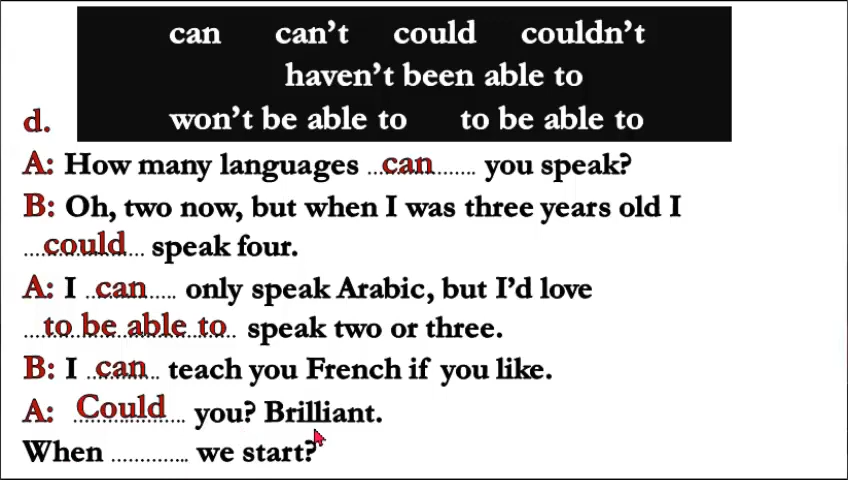 can can't could couldn't
haven't been able to
d. won't be able to to be able to
A: How many languages ...can........ you speak?
B: Oh, two now, but when I was three years old I
...could... speak four.
A: I ..can..... only speak Arabic, but I'd love
...to be able to.. speak two or three.
B: I ..can.. teach you French if you like.
A: Could.... you? Brilliant.
When .............. we start?